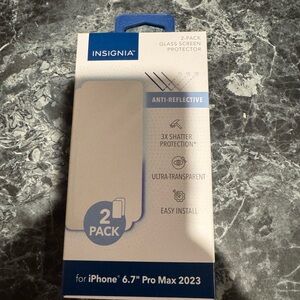 INSIGNIA™
2-PACK
GLASS SCREEN
PROTECTOR
ANTI-REFLECTIVE
3X SHATTER
PROTECTION*
ULTRA-TRANSPARENT
EASY INSTALL
2
PACK
for iPhone® 6.7" Pro Max 2023